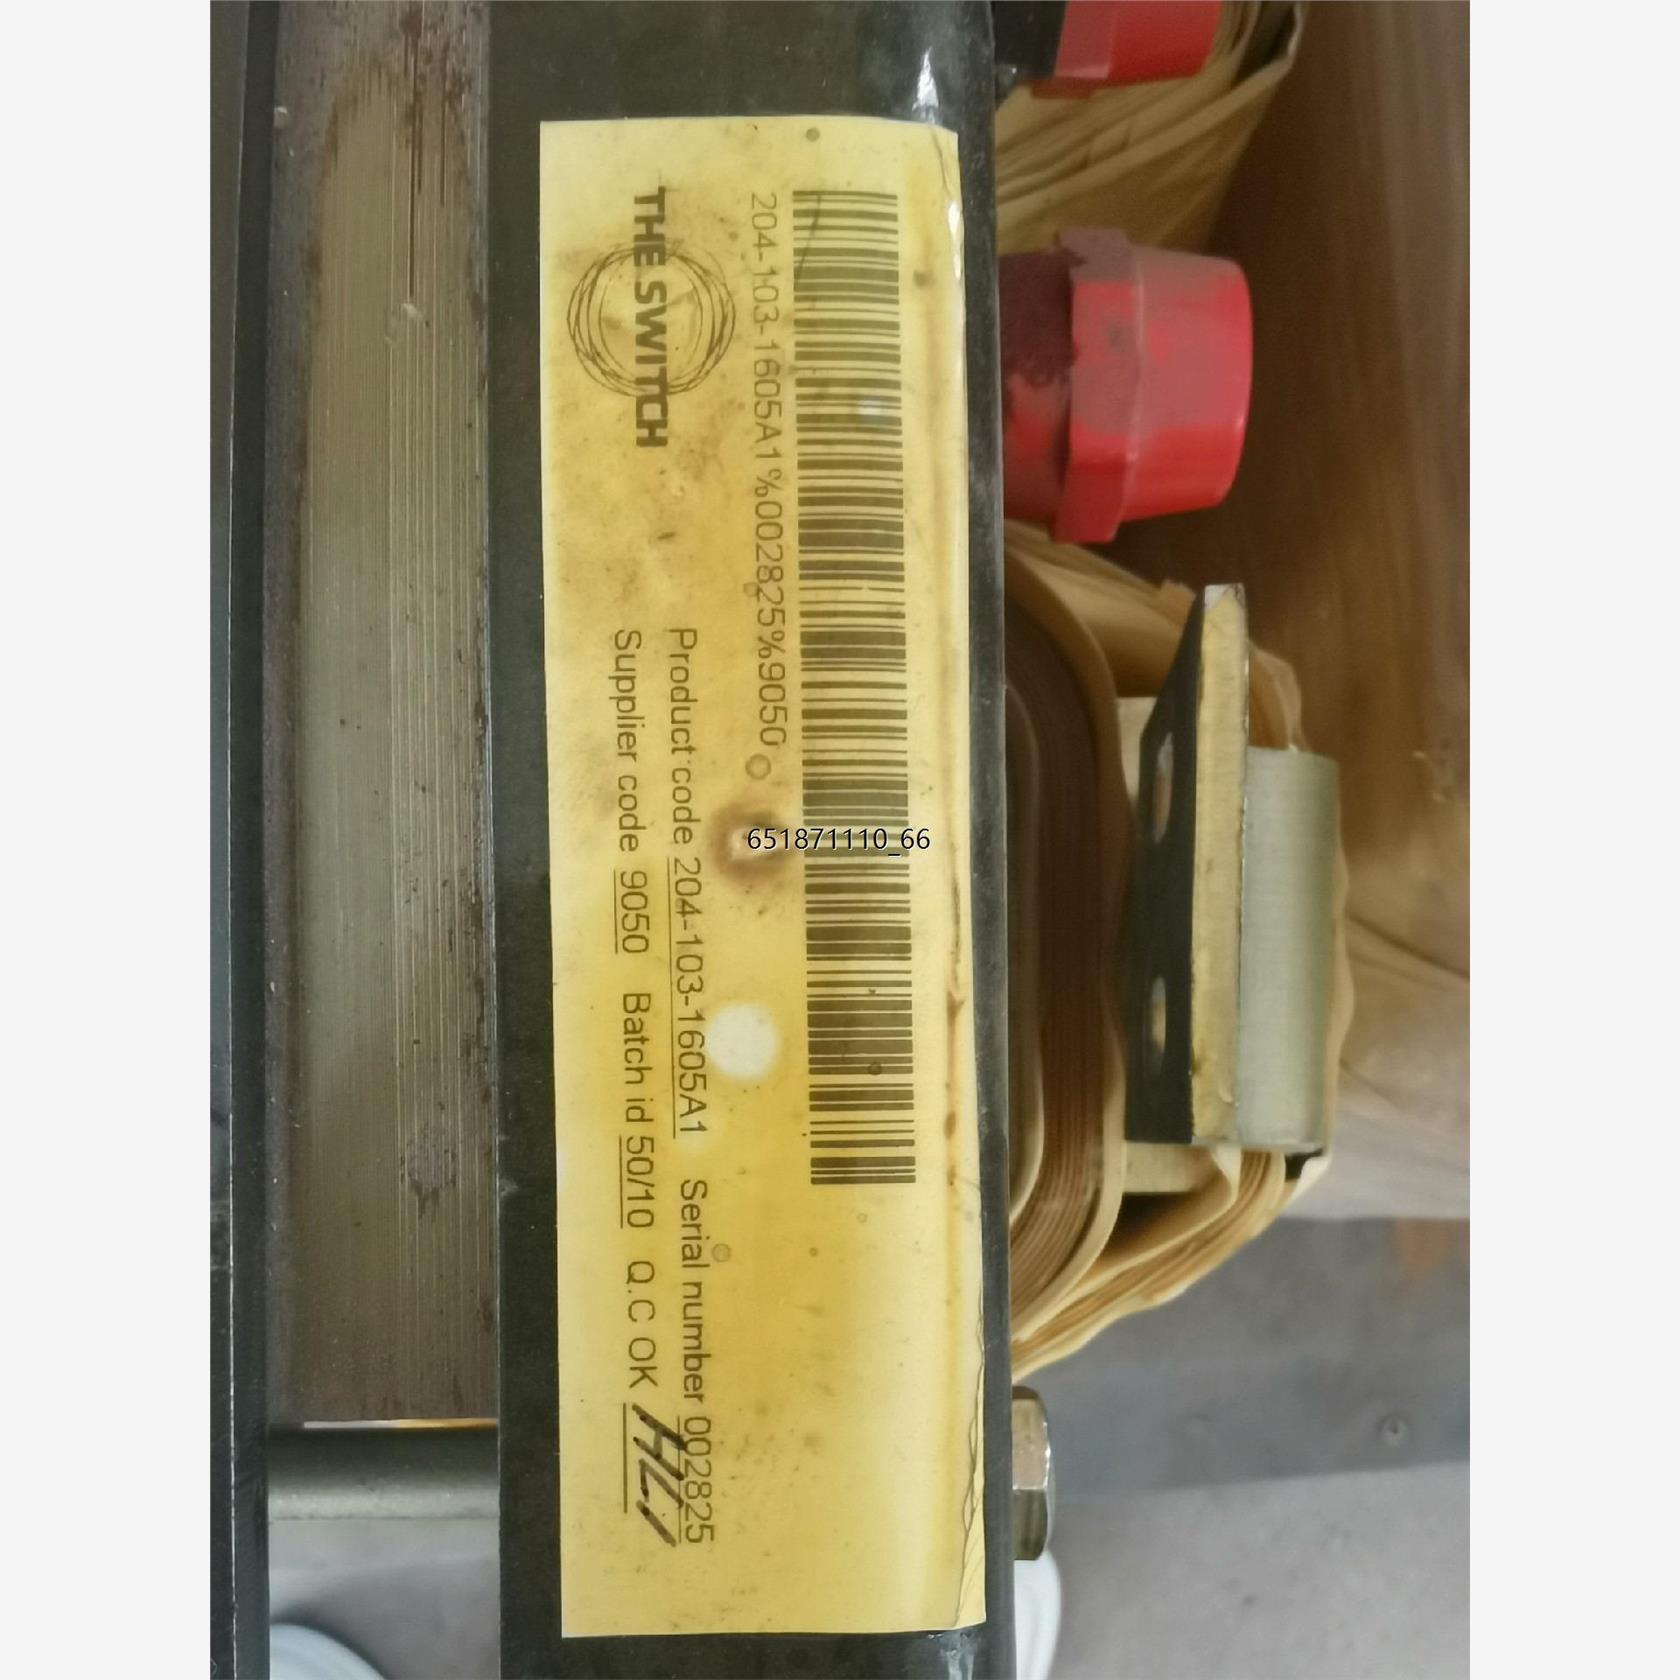 204-103-1605A1%002825%9050
THE SWITCH
Product code 204-103-1605A1 Serial number 002825
Supplier code 9050 Batch id 50/10 Q.C OK
651871110_66